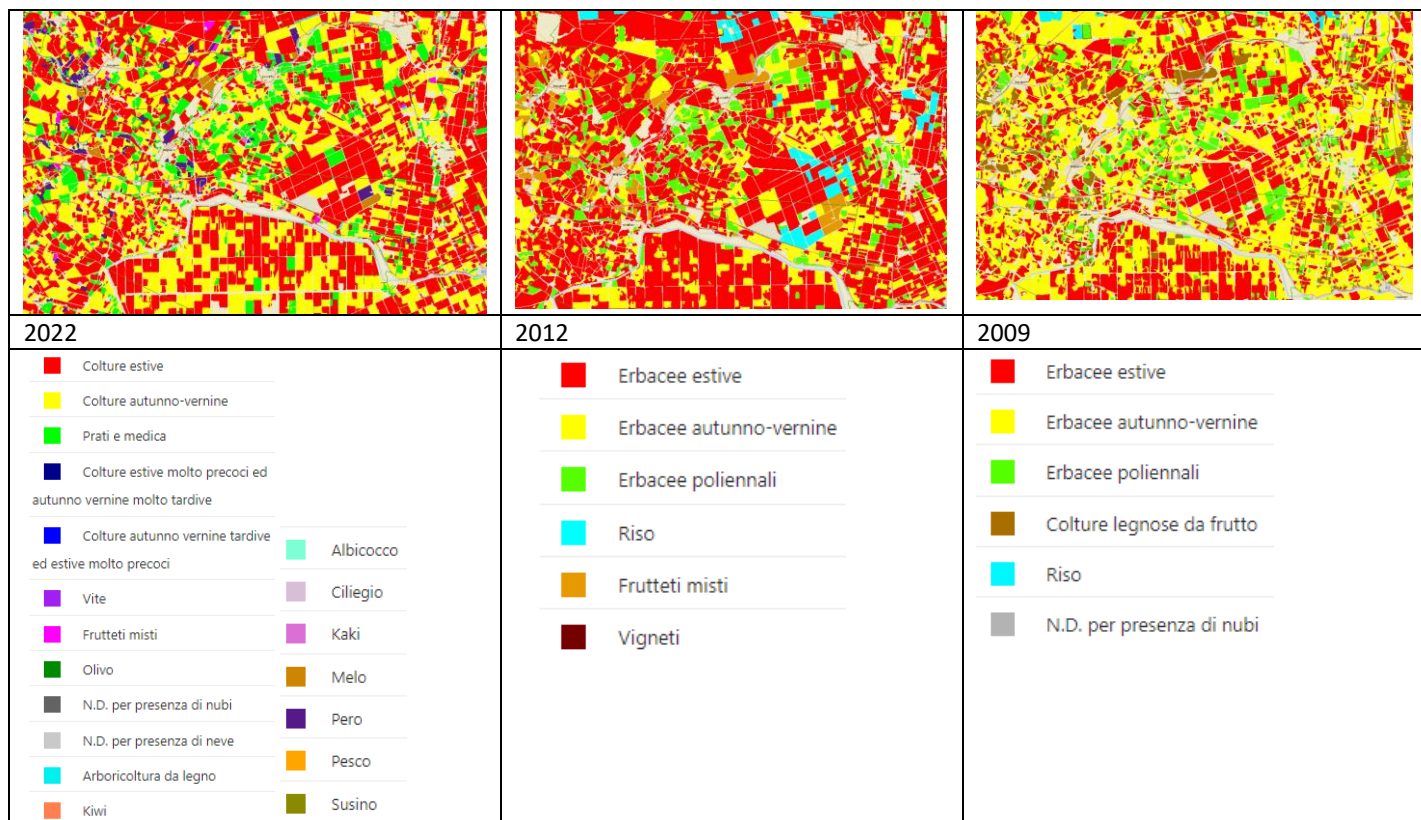 2022
2012
2009
Colture estive
Colture autunno-vernine
Prati e medica
Colture estive molto precoci ed
autunno vernine molto tardive
Colture autunno vernine tardive
ed estive molto precoci
Vite
Frutteti misti
Olivo
N.D. per presenza di nubi
N.D. per presenza di neve
Arboricoltura da legno
Kiwi
Albicocco
Ciliegio
Kaki
Melo
Pero
Pesco
Susino
Erbacee estive
Erbacee autunno-vernine
Erbacee poliennali
Riso
Frutteti misti
Vigneti
Erbacee estive
Erbacee autunno-vernine
Erbacee poliennali
Colture legnose da frutto
Riso
N.D. per presenza di nubi